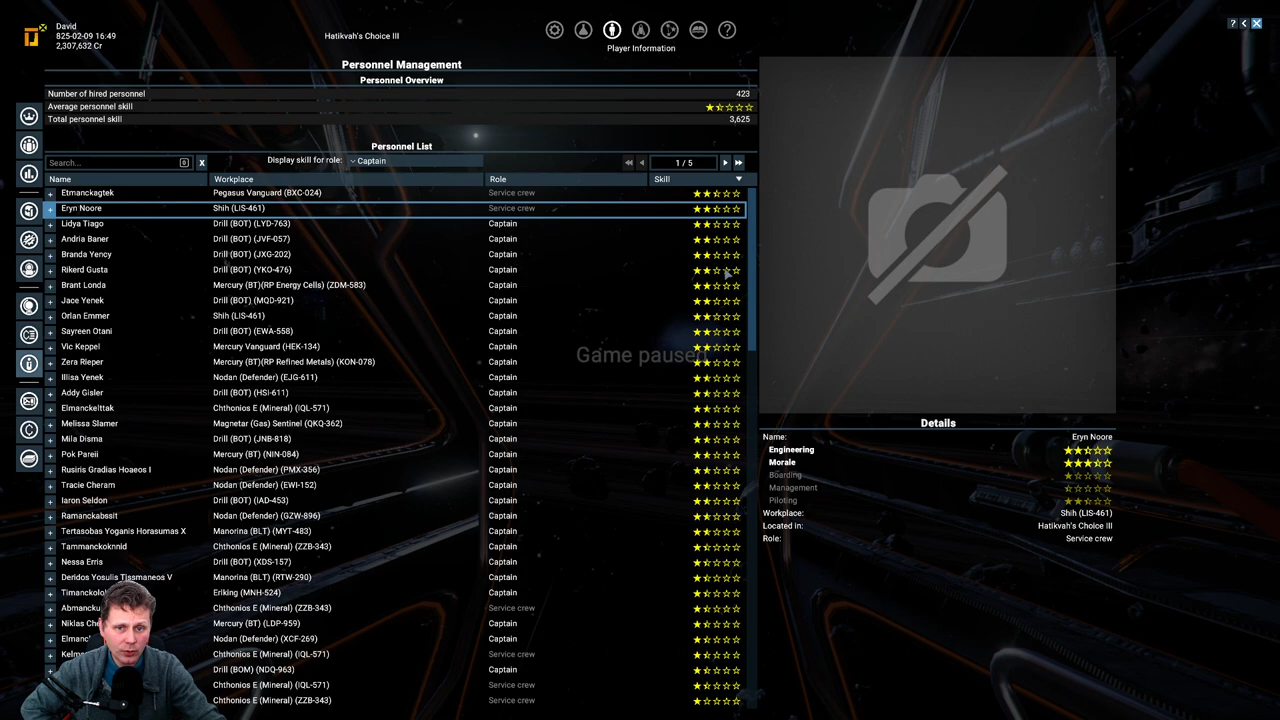 David
825-02-09 16:49
2,307,632 Cr
Hatikvah's Choice III
Player Information
Personnel Management
Personnel Overview
Number of hired personnel 423
Average personnel skill
Total personnel skill 3,625
Personnel List
Search... 0 X Display skill for role: Captain 1 / 5
Name Workplace Role Skill
+ Etmanckagtek Pegasus Vanguard (BXC-024) Service crew
+ Eryn Noore Shih (LIS-461) Service crew
+ Lidya Tiago Drill (BOT) (LYD-763) Captain
+ Andria Baner Drill (BOT) (JVF-057) Captain
+ Branda Yency Drill (BOT) (JXG-202) Captain
+ Rikerd Gusta Drill (BOT) (YKO-476) Captain
+ Brant Londa Mercury (BT)(RP Energy Cells) (ZDM-583) Captain
+ Jace Yenek Drill (BOT) (MQD-921) Captain
+ Orlan Emmer Shih (LIS-461) Captain
+ Sayreen Otani Drill (BOT) (EWA-558) Captain
+ Vic Keppel Mercury Vanguard (HEK-134) Captain
+ Zera Rieper Mercury (BT)(RP Refined Metals) (KON-078) Captain
+ Illisa Yenek Nodan (Defender) (EJG-611) Captain
+ Addy Gisler Drill (BOT) (HSI-611) Captain
+ Elmanckelttak Chthonios E (Mineral) (IQL-571) Captain
+ Melissa Slamer Magnetar (Gas) Sentinel (QKQ-362) Captain
+ Mila Disma Drill (BOT) (JNB-818) Captain
+ Pok Pareii Mercury (BT) (NIN-084) Captain
+ Rusiris Gradias Hoaeos I Nodan (Defender) (PMX-356) Captain
+ Tracie Cheram Nodan (Defender) (EWI-152) Captain
+ Iaron Seldon Drill (BOT) (IAD-453) Captain
+ Ramanckabssit Nodan (Defender) (GZW-896) Captain
+ Tertasobas Yoganis Horasumas X Manorina (BLT) (MYT-483) Captain
+ Tammanckoknnid Chthonios E (Mineral) (ZZB-343) Captain
+ Nessa Erris Drill (BOT) (XDS-157) Captain
+ Deridos Yosulis Tissmaneos V Manorina (BLT) (RTW-290) Captain
+ Erlking (MNH-524) Captain
+ Chthonios E (Mineral) (ZZB-343) Service crew
+ Niklas Mercury (BT) (LDP-959) Captain
+ Nodan (Defender) (XCF-269) Captain
+ Chthonios E (Mineral) (IQL-571) Service crew
+ Drill (BOM) (NDQ-963) Captain
+ Chthonios E (Mineral) (IQL-571) Service crew
+ Chthonios E (Mineral) (ZZB-343) Service crew
Game paused
Details
Name: Eryn Noore
Engineering
Morale
Boarding
Management
Piloting
Workplace: Shih (LIS-461)
Located in: Hatikvah's Choice III
Role: Service crew